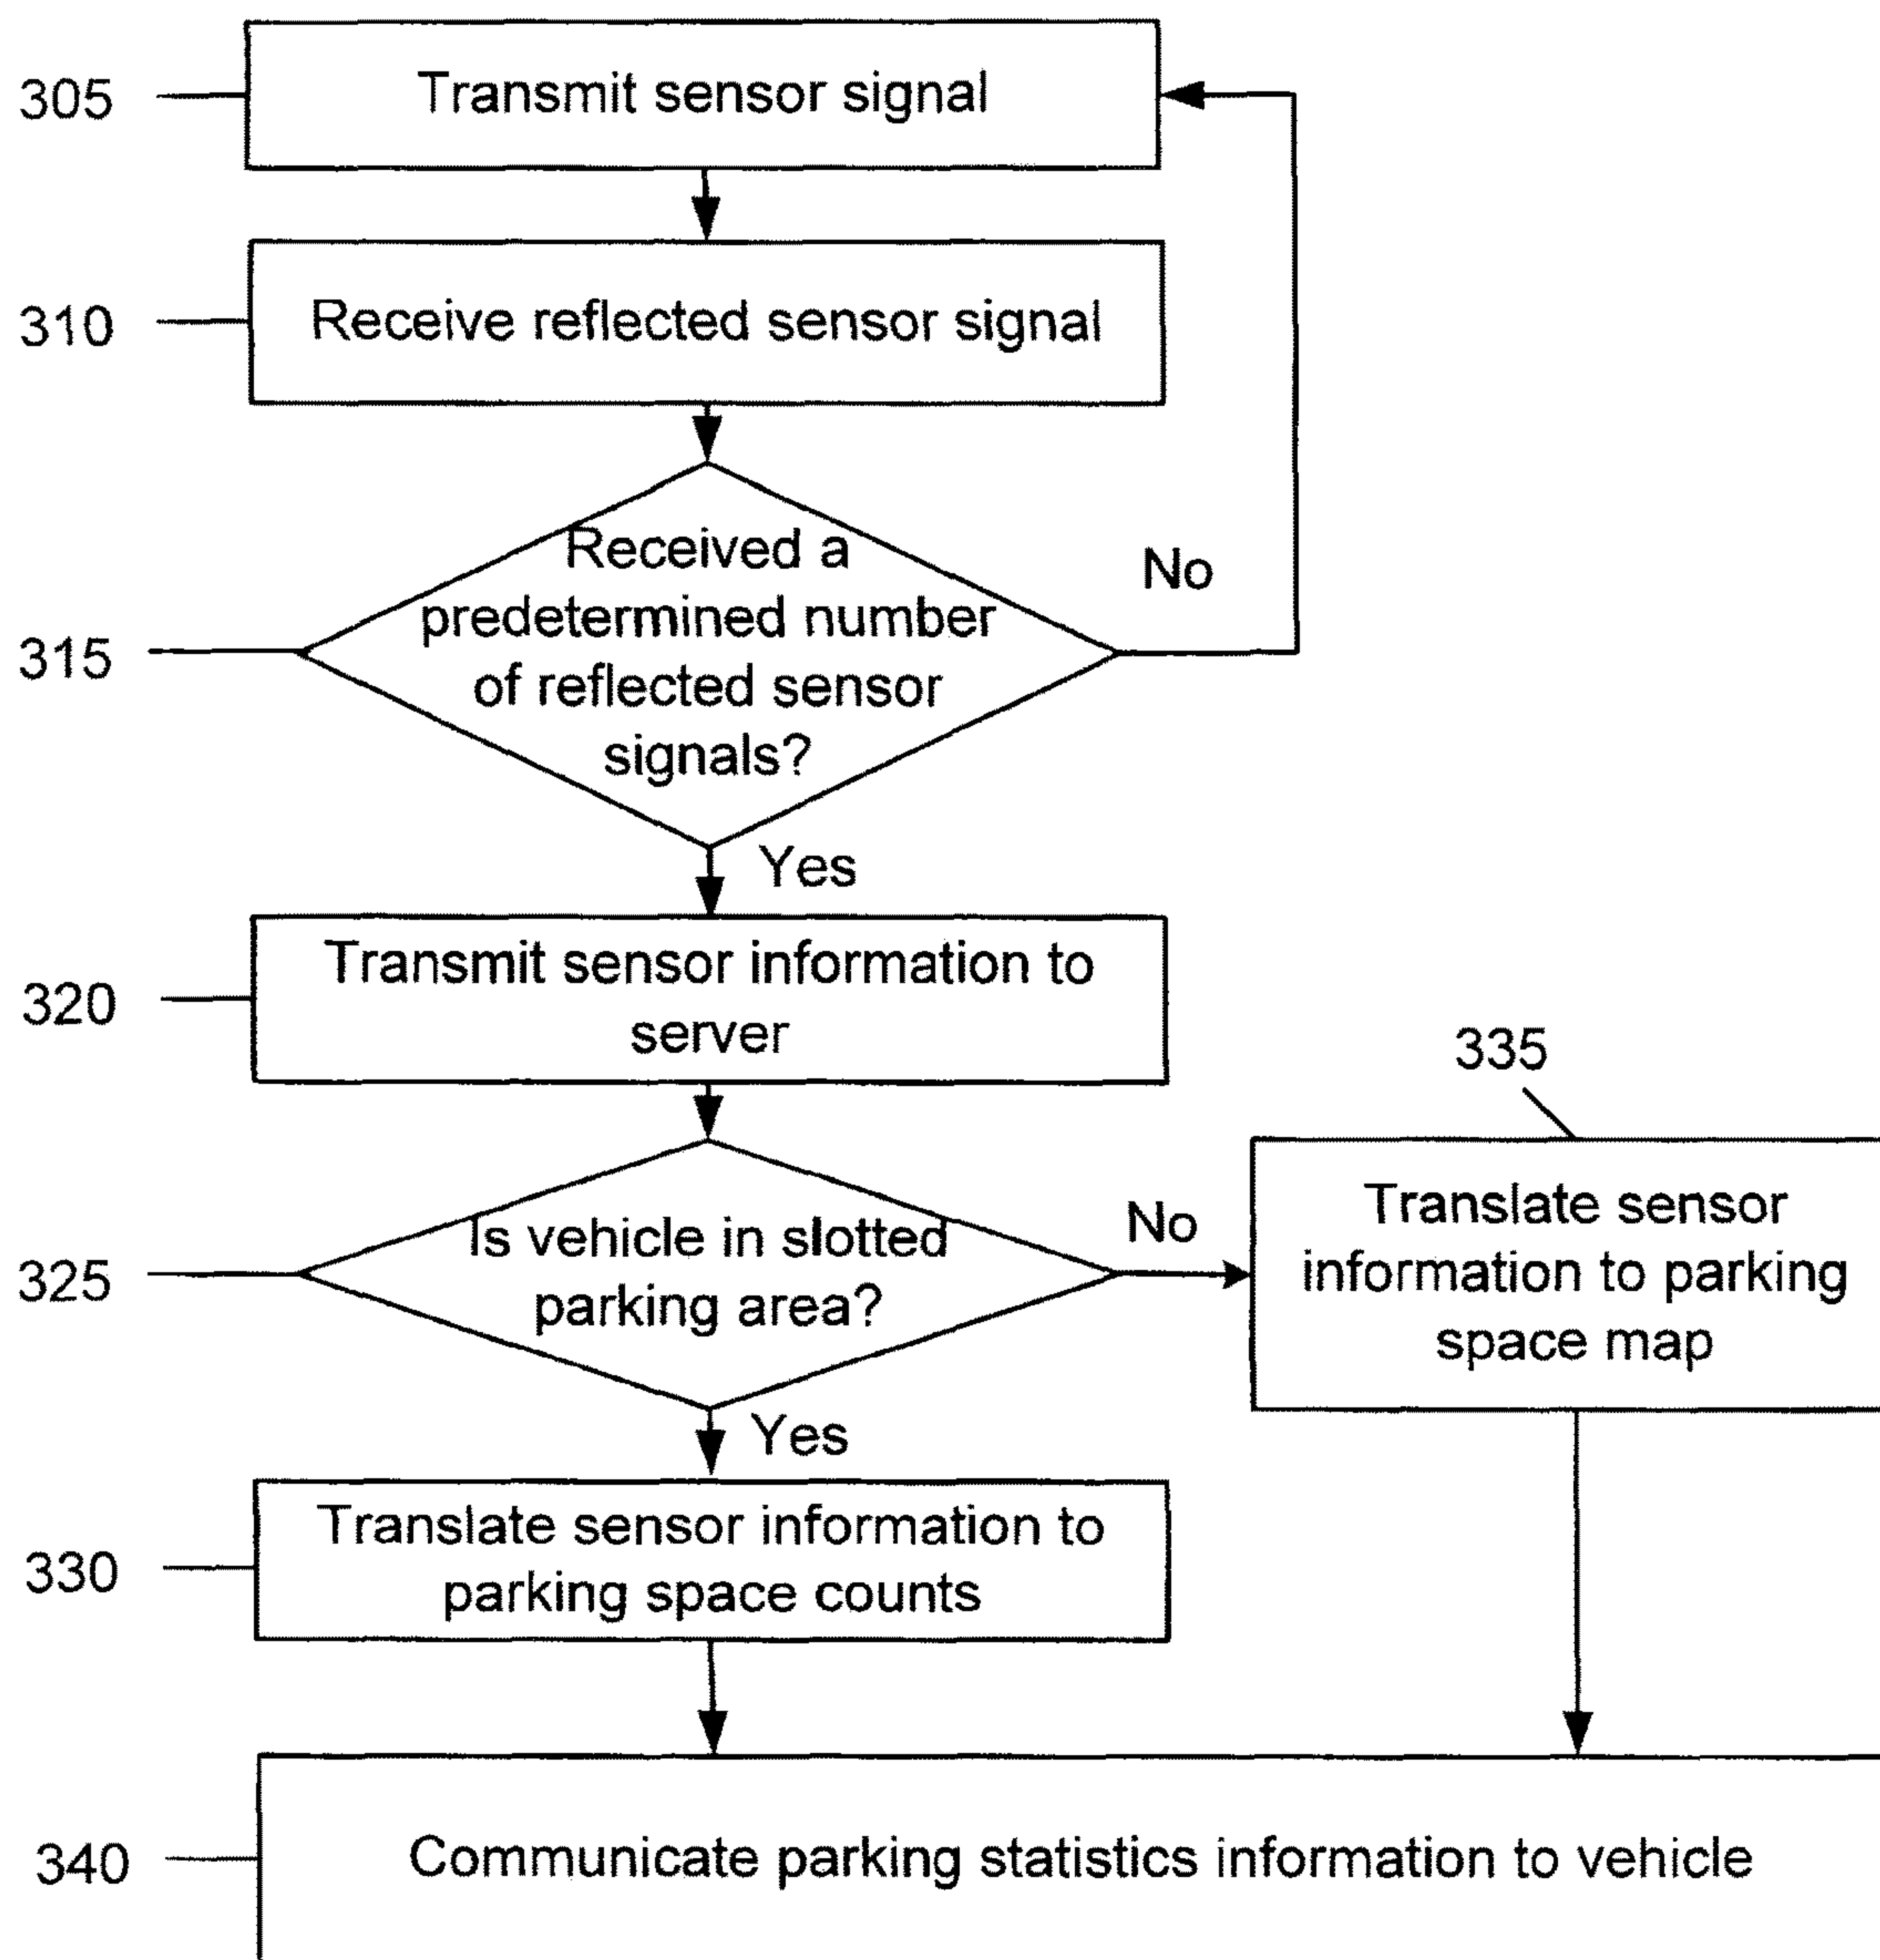 305
Transmit sensor signal
310
Receive reflected sensor signal
315
Received a
predetermined number
of reflected sensor
signals?
No
Yes
320
Transmit sensor information to
server
325
Is vehicle in slotted
parking area?
No
335
Translate sensor
information to parking
space map
Yes
330
Translate sensor information to
parking space counts
340
Communicate parking statistics information to vehicle